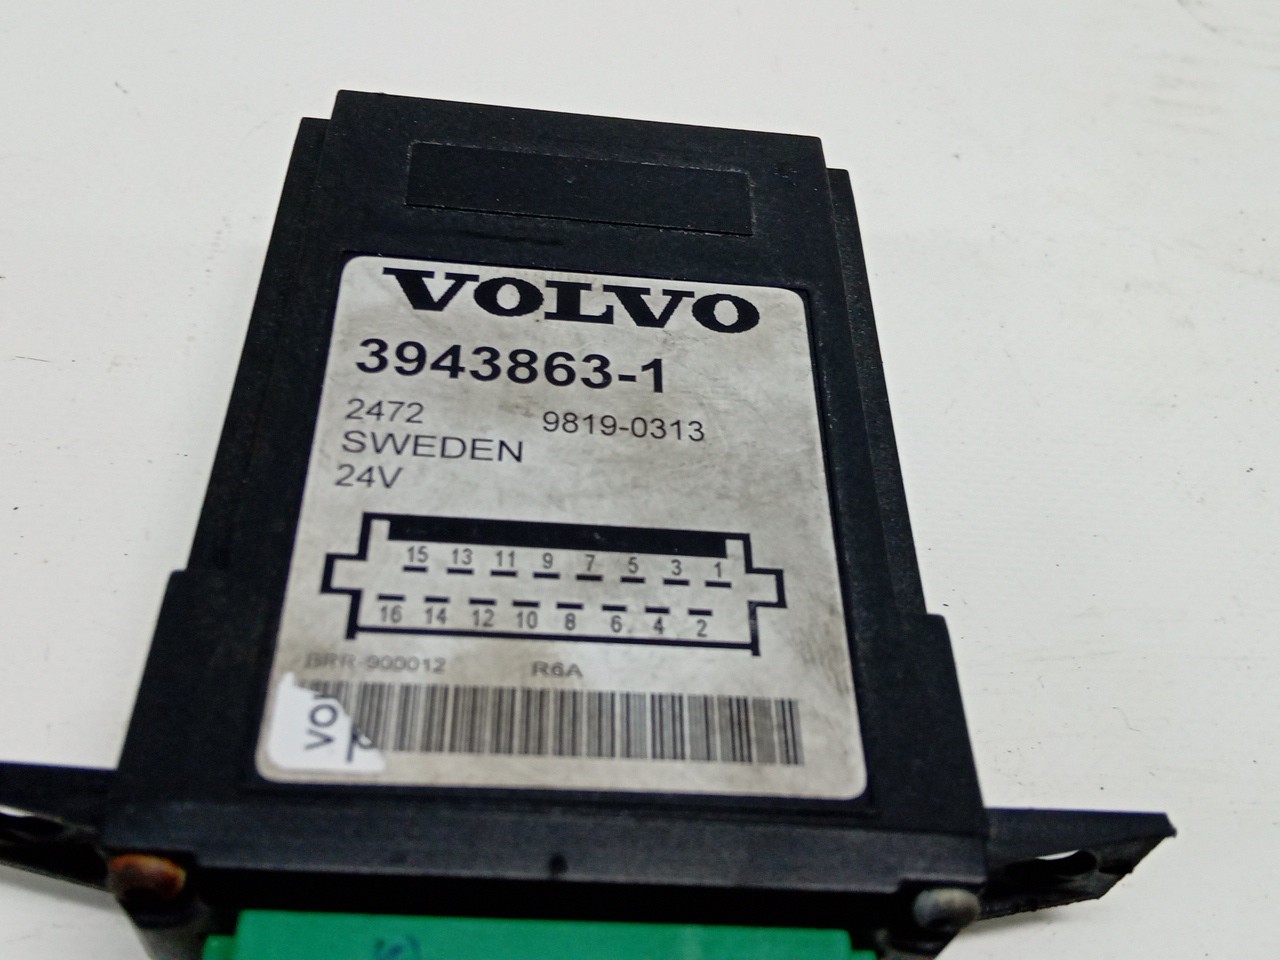 VOLVO
3943863-1
2472 9819-0313
SWEDEN
24V
15 13 11 9 7 5 3 1
16 14 12 10 8 6 4 2
BRR-900012 R6A
VO